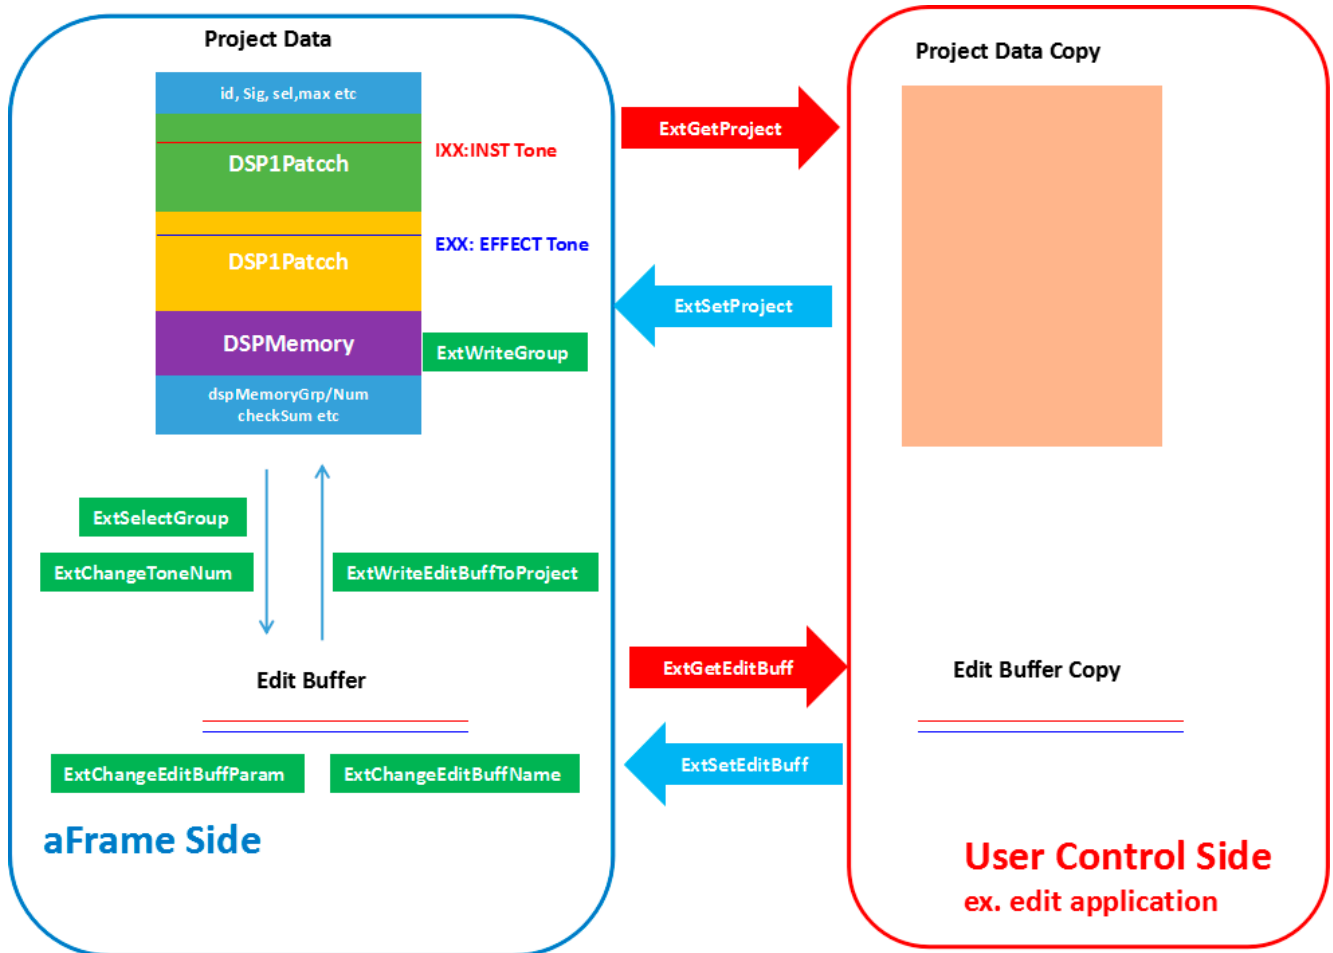 Project Data
id, Sig, sel,max etc
DSP1Patcch
IXX:INST Tone
DSP1Patcch
EXX: EFFECT Tone
DSPMemory
ExtWriteGroup
dspMemoryGrp/Num
checkSum etc
ExtSelectGroup
ExtChangeToneNum
ExtWriteEditBuffToProject
Edit Buffer
ExtChangeEditBuffParam
ExtChangeEditBuffName
aFrame Side
ExtGetProject
ExtSetProject
ExtGetEditBuff
ExtSetEditBuff
Project Data Copy
Edit Buffer Copy
User Control Side
ex. edit application